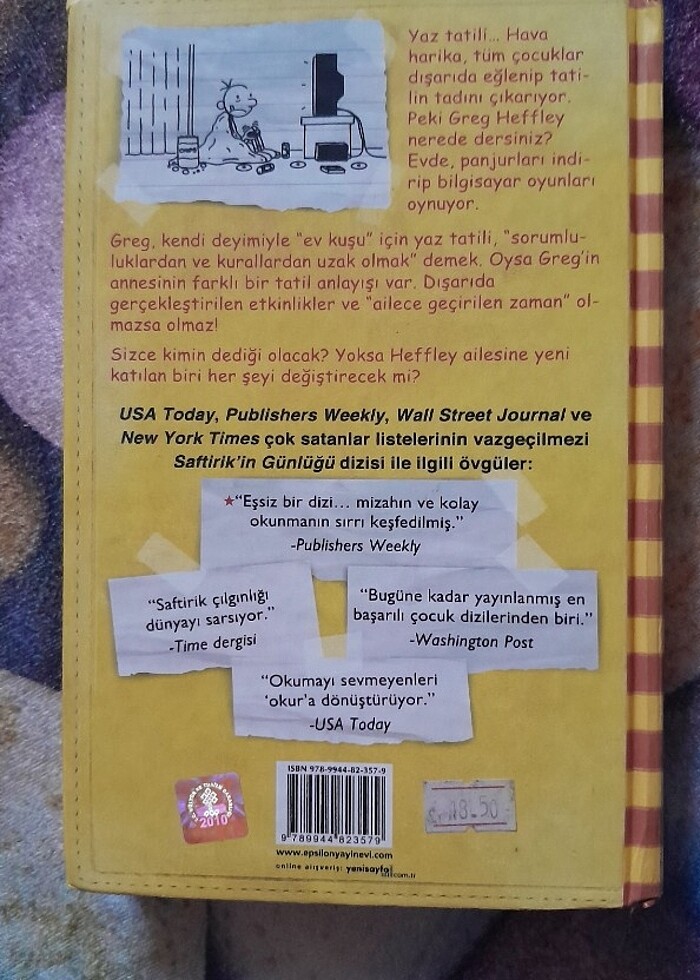 Yaz tatili... Hava
harika, tüm çocuklar
dışarıda eğlenip tati-
lin tadını çıkarıyor.
Peki Greg Heffley
nerede dersiniz?
Evde, panjurları indi-
rip bilgisayar oyunları
oynuyor.
Greg, kendi deyimiyle “ev kuşu” için yaz tatili, “sorumlu-
luklardan ve kurallardan uzak olmak” demek. Oysa Greg'in
annesinin farklı bir tatil anlayışı var. Dışarıda
gerçekleştirilen etkinlikler ve “ailece geçirilen zaman” ol-
mazsa olmaz!
Sizce kimin dediği olacak? Yoksa Heffley ailesine yeni
katılan biri her şeyi değiştirecek mi?
USA Today, Publishers Weekly, Wall Street Journal ve
New York Times çok satanlar listelerinin vazgeçilmezi
Saftirik'in Günlüğü dizisi ile ilgili övgüler:
★“Eşsiz bir dizi... mizahın ve kolay
okunmanın sırrı keşfedilmiş.”
-Publishers Weekly
“Saftirik çılgınlığı
dünyayı sarsıyor.”
-Time dergisi
“Bugüne kadar yayınlanmış en
başarılı çocuk dizilerinden biri.”
-Washington Post
“Okumayı sevmeyenleri
‘okur’a dönüştürüyor.”
-USA Today
ISBN 978-9944-82-357-9
9 789944 823579
2010
18.50
www.epsilonyayinevi.com
online alışveriş: yenisayfa